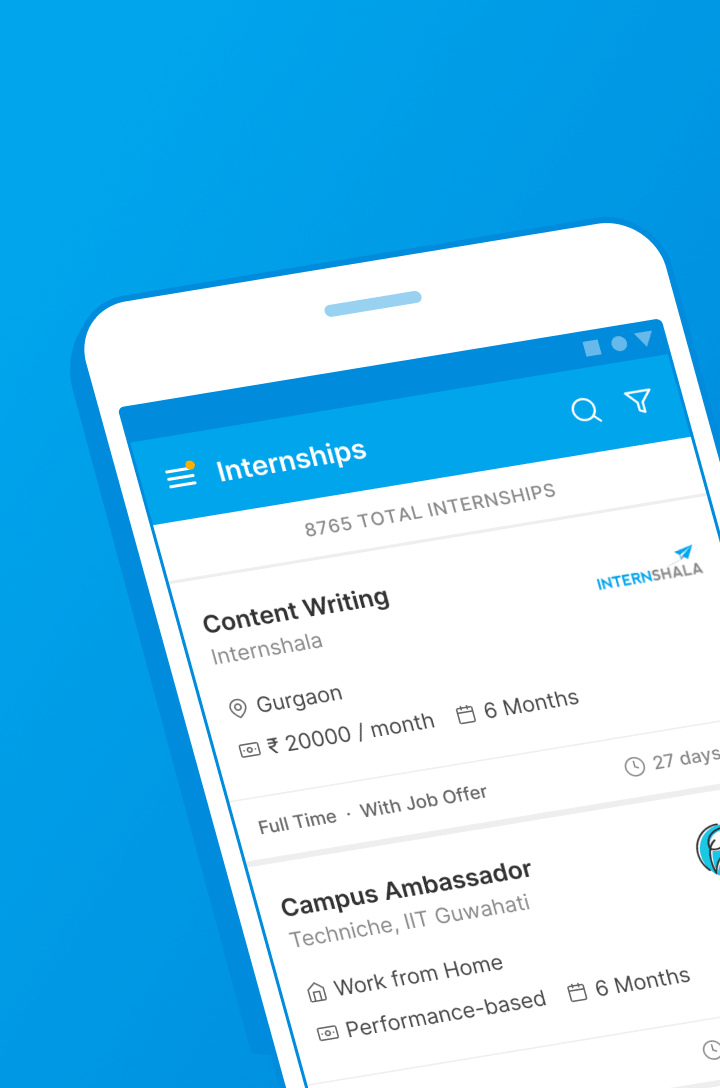 Internships
8765 TOTAL INTERNSHIPS
Content Writing
INTERNSHALA
Internshala
Gurgaon
₹ 20000 / month 6 Months
Full Time · With Job Offer 27 days
Campus Ambassador
Techniche, IIT Guwahati
Work from Home
Performance-based 6 Months